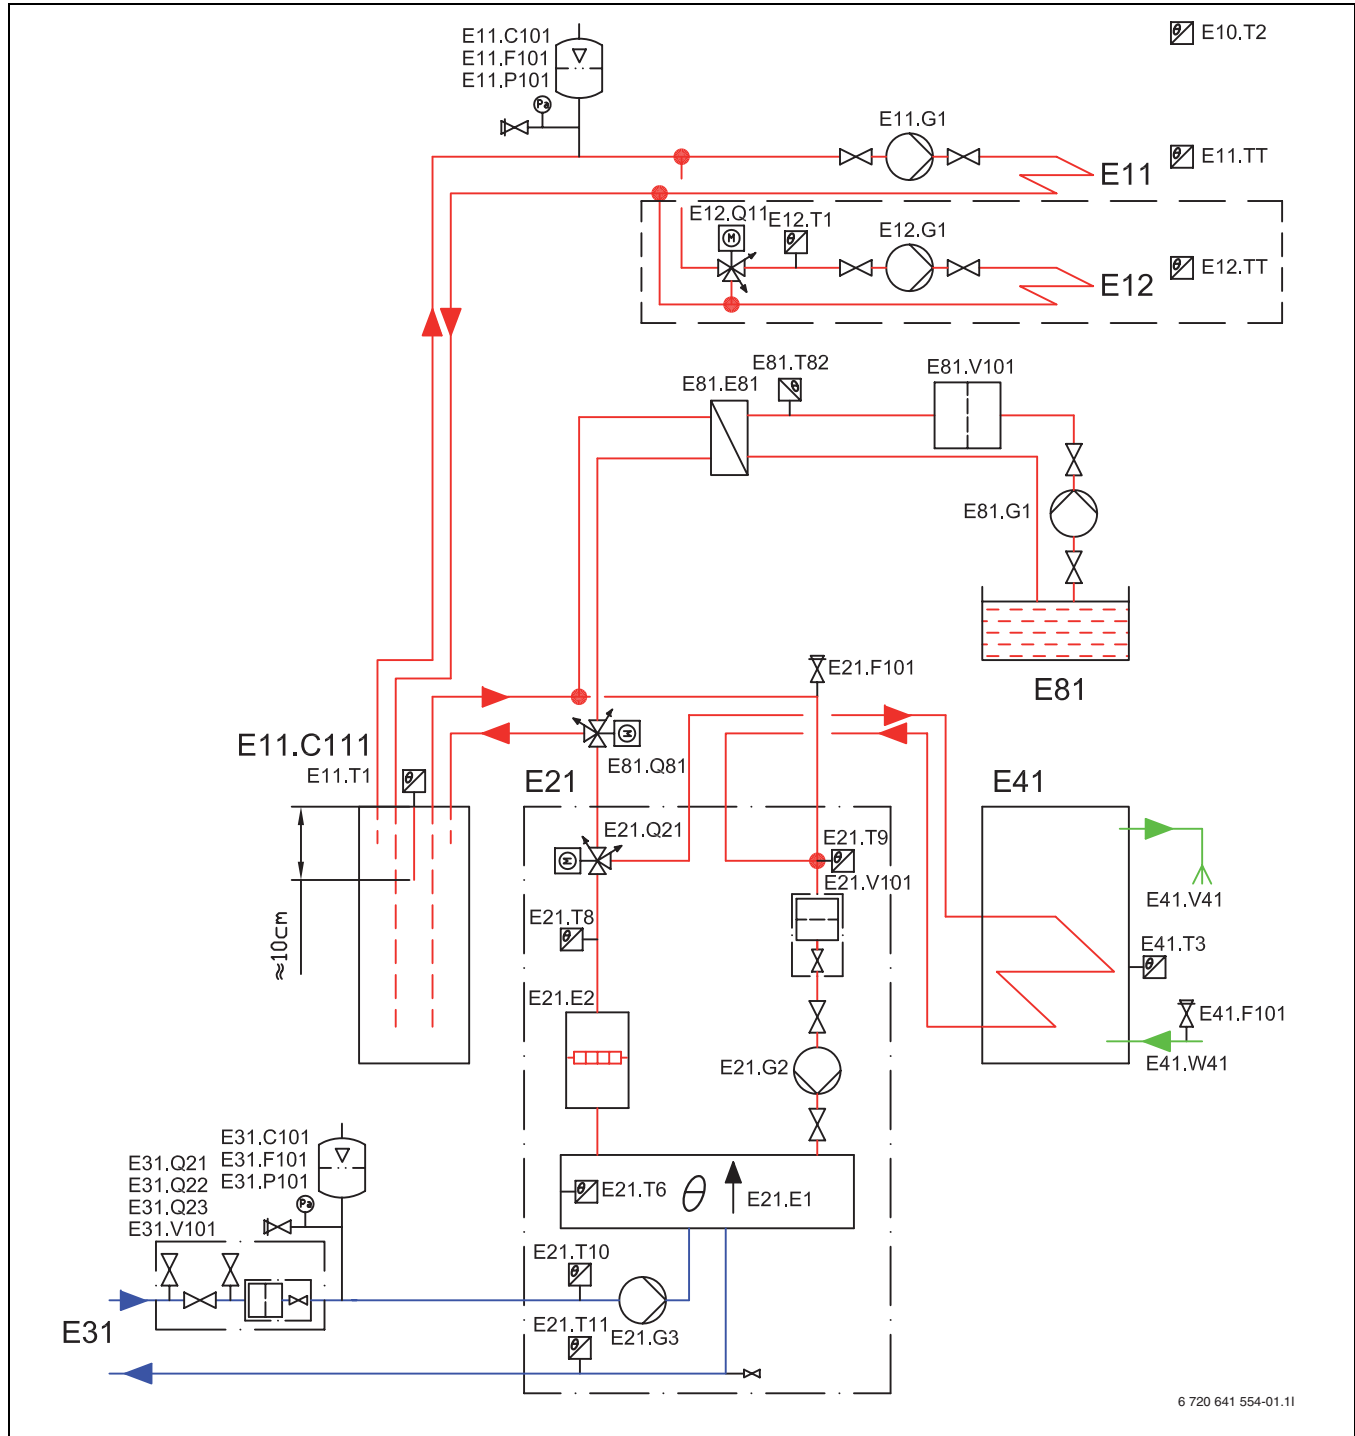 E11.C101
E11.F101
E11.P101
Pa
E10.T2
θ
E11.G1
E11
θ
E11.TT
E12.Q11
M
E12.T1
θ
E12.G1
E12
θ
E12.TT
E81.T82
θ
E81.E81
E81.V101
E81.G1
E81
E21.F101
E11.C111
E11.T1
θ
M
E81.Q81
E21
E41
E21.Q21
M
E21.T9
θ
E21.V101
E41.V41
≈10cm
E21.T8
θ
E41.T3
θ
E21.E2
E41.F101
E21.G2
E41.W41
E31.C101
E31.F101
E31.P101
Pa
E31.Q21
E31.Q22
E31.Q23
E31.V101
θ
E21.T6
E21.E1
E21.T10
θ
E31
E21.T11
θ
E21.G3
6 720 641 554-01.1I